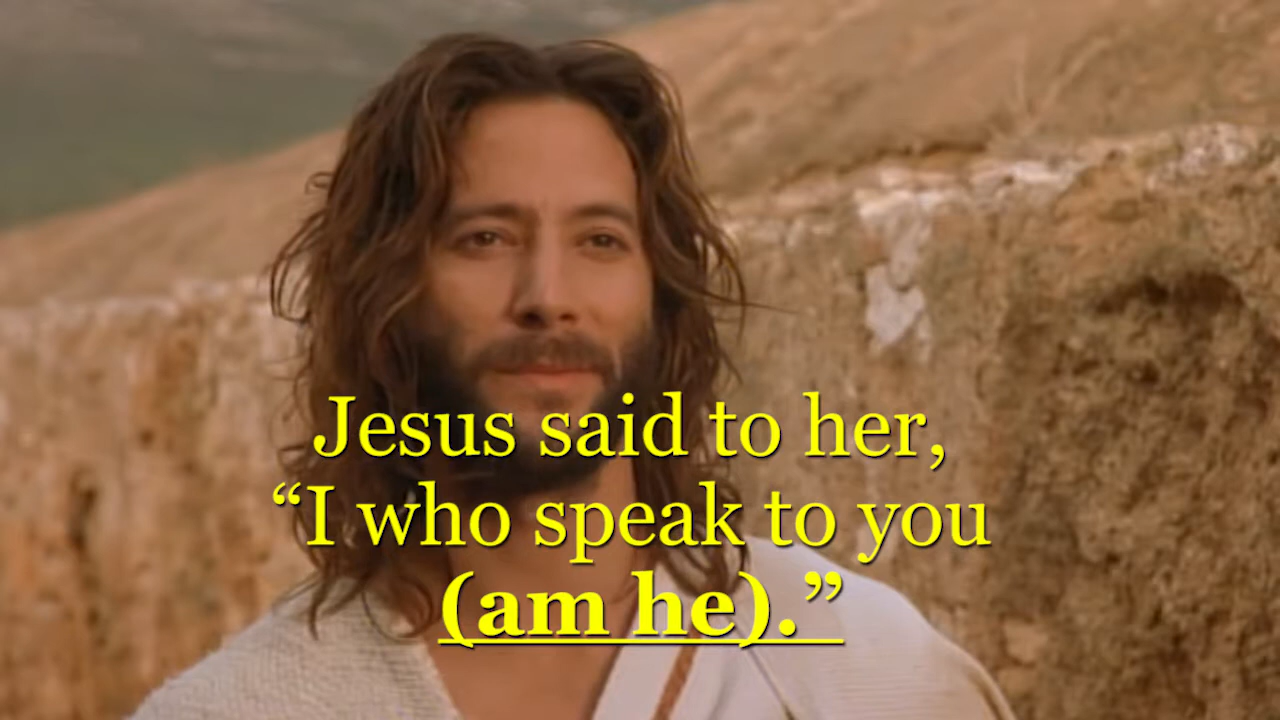 Jesus said to her,
“I who speak to you
(am he).”